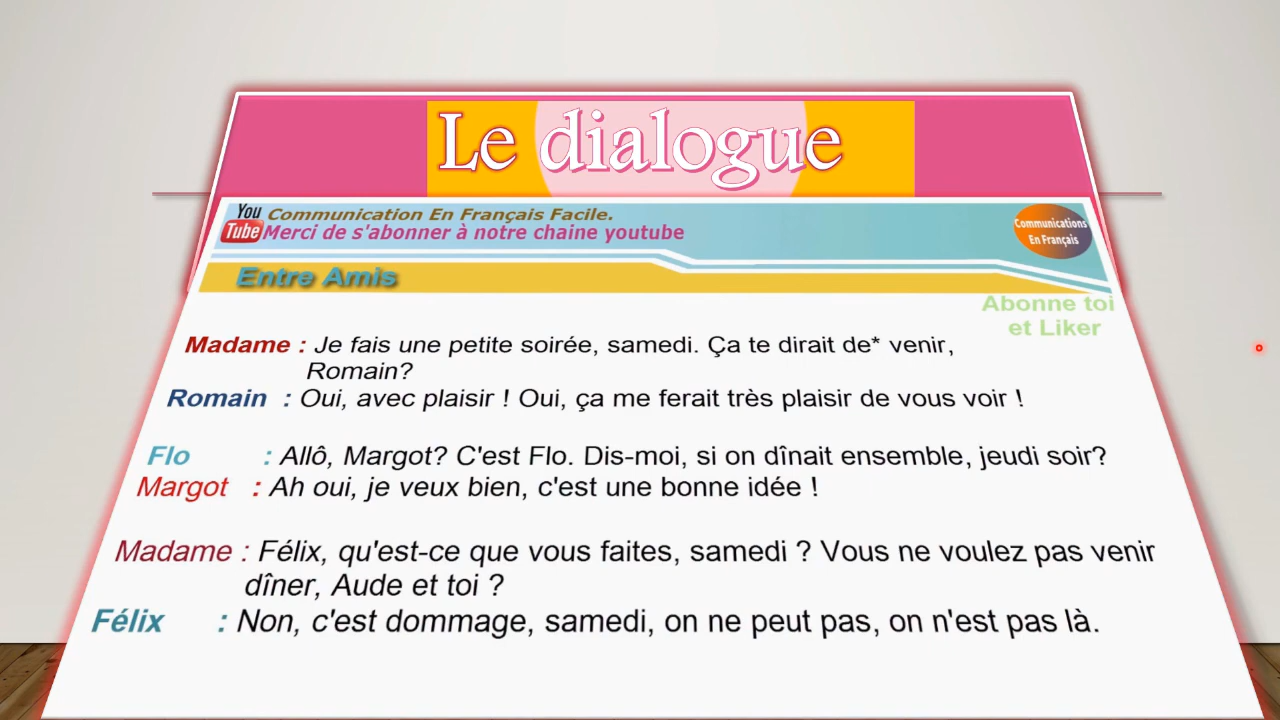 Le dialogue
You
Tube
Communication En Français Facile.
Merci de s'abonner à notre chaine youtube
Communications
En Français
Entre Amis
Abonne toi
et Liker
Madame : Je fais une petite soirée, samedi. Ça te dirait de* venir,
Romain?
Romain : Oui, avec plaisir ! Oui, ça me ferait très plaisir de vous voir !
Flo : Allô, Margot? C'est Flo. Dis-moi, si on dînait ensemble, jeudi soir?
Margot : Ah oui, je veux bien, c'est une bonne idée !
Madame : Félix, qu'est-ce que vous faites, samedi ? Vous ne voulez pas venir
dîner, Aude et toi ?
Félix : Non, c'est dommage, samedi, on ne peut pas, on n'est pas là.